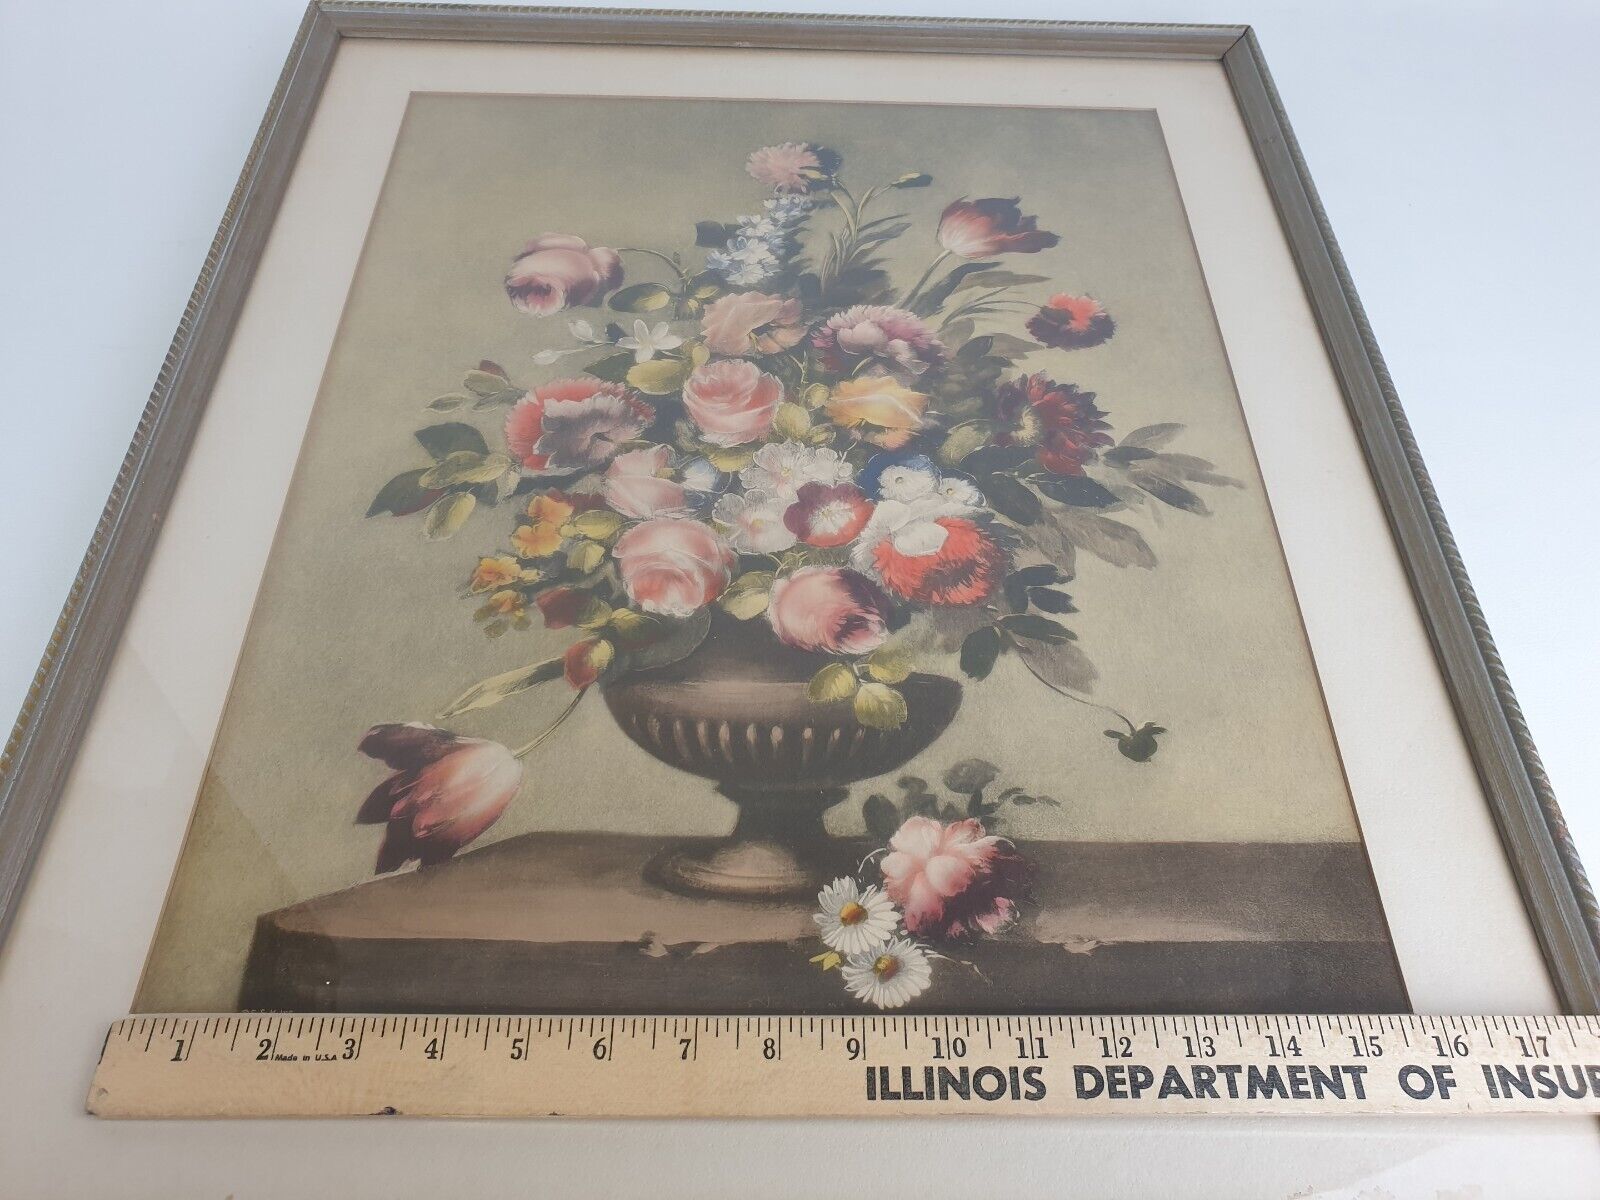 1 2 3 4 5 6 7 8 9 10 11 12 13 14 15 16 17
Made in U.S.A
ILLINOIS DEPARTMENT OF INSUR